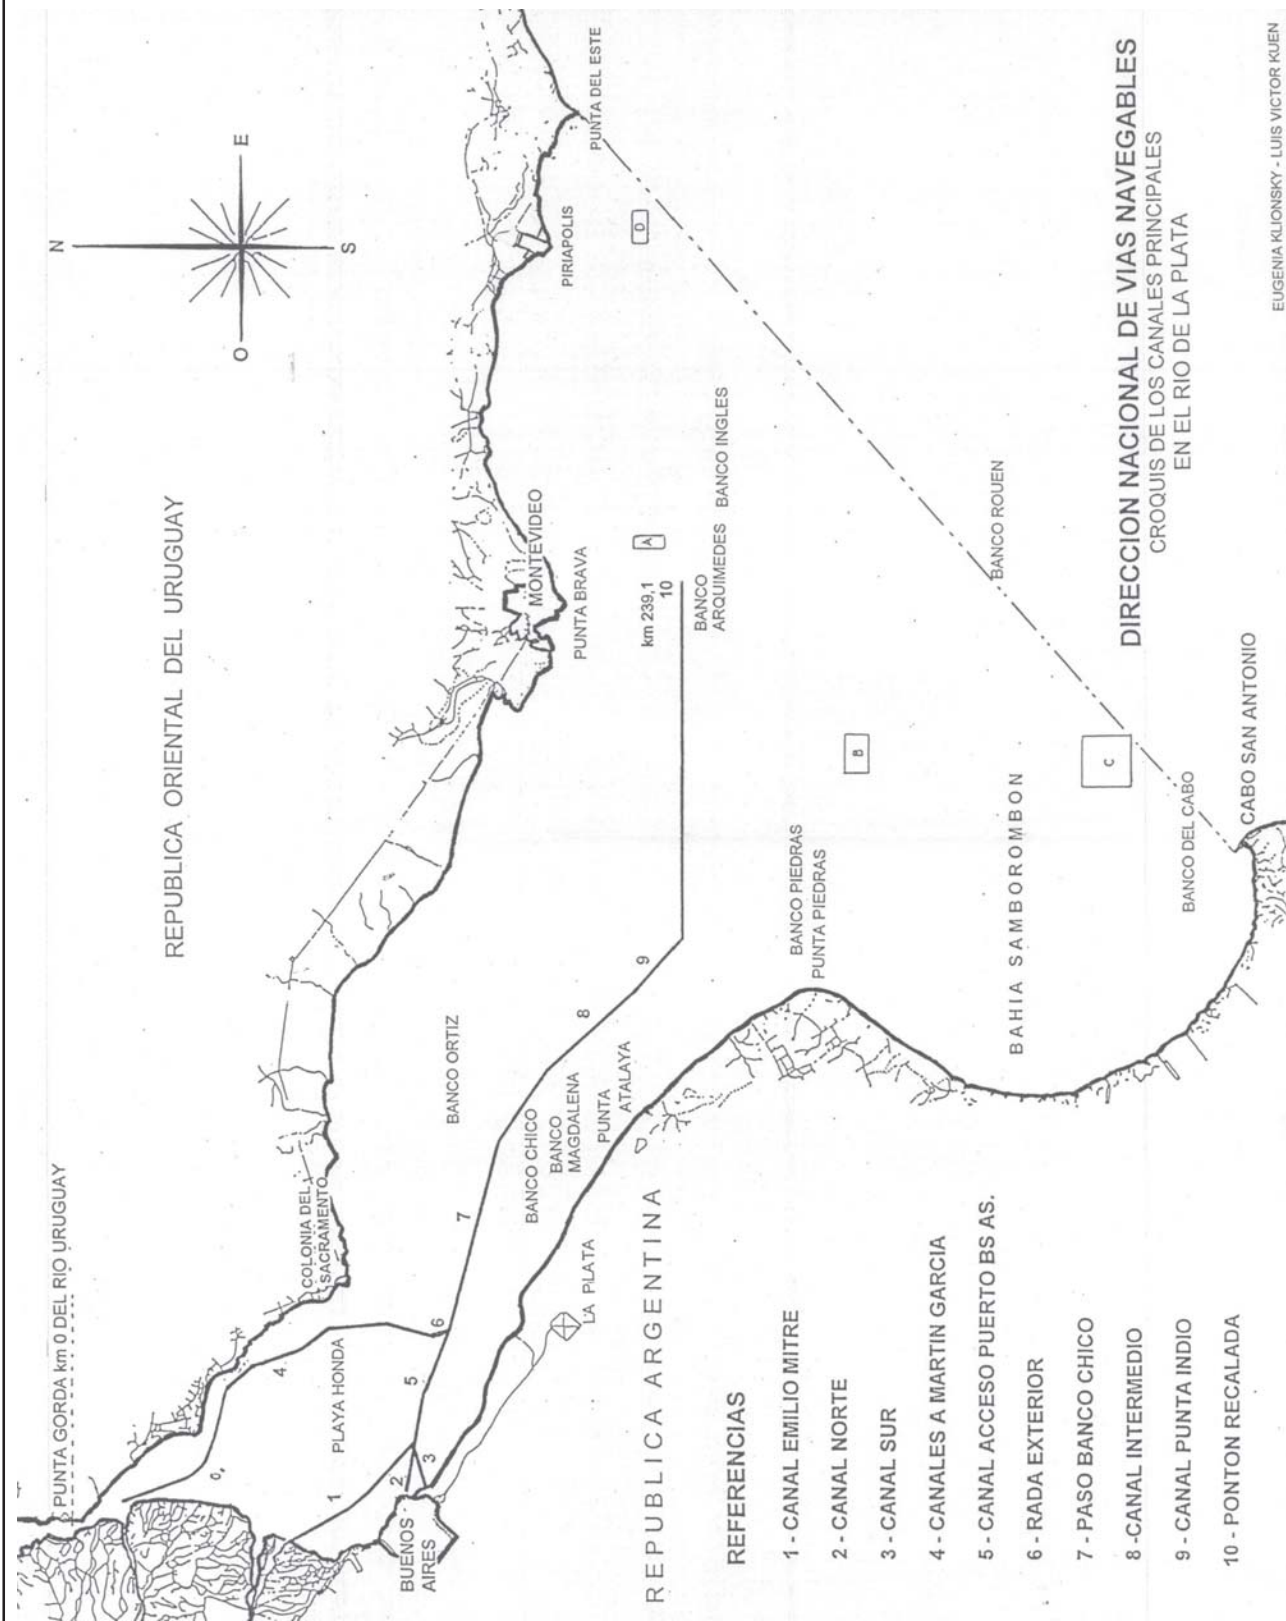 N
O
E
S
REPUBLICA ORIENTAL DEL URUGUAY
PUNTA GORDA km 0 DEL RIO URUGUAY
COLONIA DEL
SACRAMENTO
MONTEVIDEO
PUNTA BRAVA
PIRIAPOLIS
PUNTA DEL ESTE
D
A
km 239,1
10
BANCO
ARQUIMEDES
BANCO INGLES
BANCO ORTIZ
BANCO CHICO
BANCO
MAGDALENA
PUNTA
ATALAYA
PLAYA HONDA
0,
1
2
3
4
5
6
7
8
9
BUENOS
AIRES
LA PLATA
BANCO PIEDRAS
PUNTA PIEDRAS
B
BANCO ROUEN
BAHIA SAMBOROMBON
C
BANCO DEL CABO
CABO SAN ANTONIO
REPUBLICA ARGENTINA
REFERENCIAS
1 - CANAL EMILIO MITRE
2 - CANAL NORTE
3 - CANAL SUR
4 - CANALES A MARTIN GARCIA
5 - CANAL ACCESO PUERTO BS AS.
6 - RADA EXTERIOR
7 - PASO BANCO CHICO
8 -CANAL INTERMEDIO
9 - CANAL PUNTA INDIO
10 - PONTON RECALADA
DIRECCION NACIONAL DE VIAS NAVEGABLES
CROQUIS DE LOS CANALES PRINCIPALES
EN EL RIO DE LA PLATA
EUGENIA KLIONSKY - LUIS VICTOR KUEN